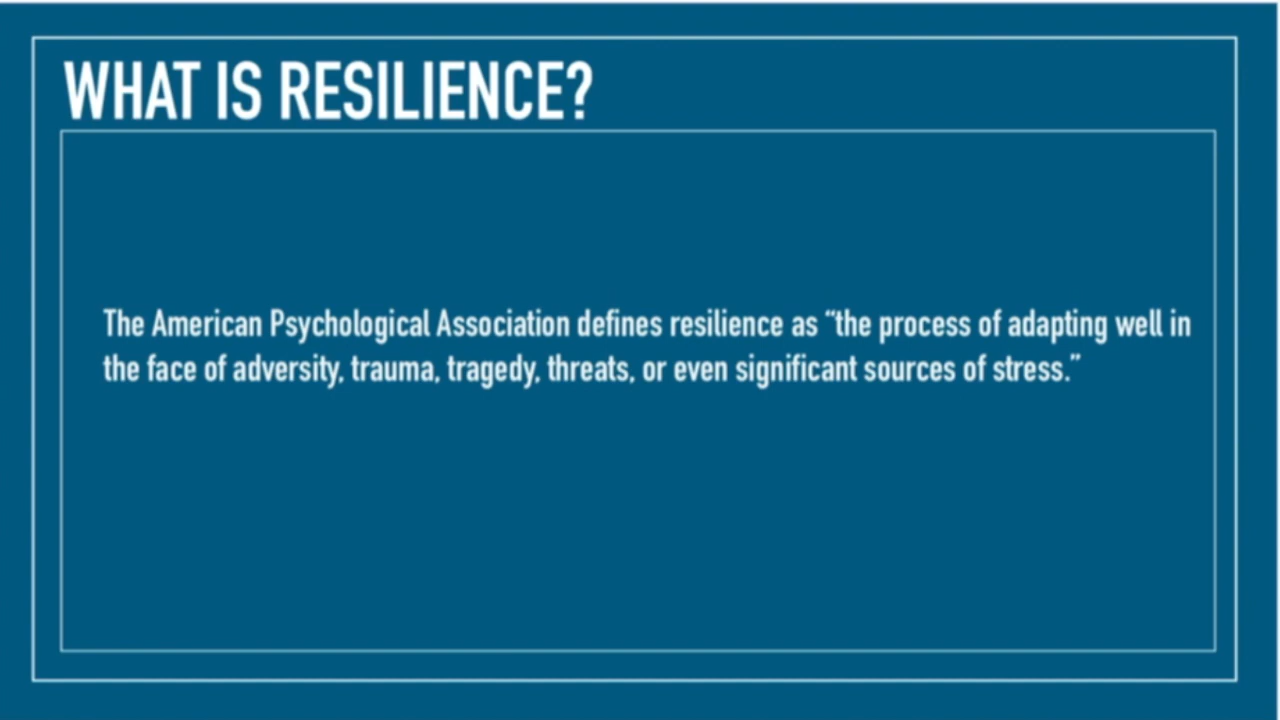 WHAT IS RESILIENCE?
The American Psychological Association defines resilience as “the process of adapting well in
the face of adversity, trauma, tragedy, threats, or even significant sources of stress.”